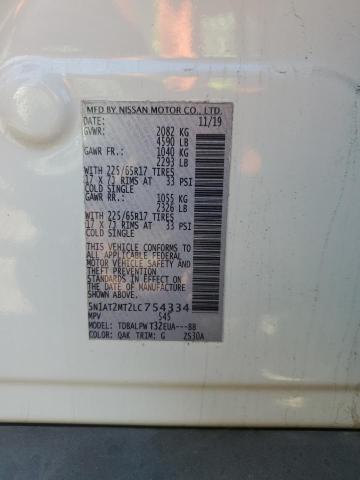 MFD BY NISSAN MOTOR CO., LTD.
DATE: 11/19
GVWR: 2082 KG
4590 LB
GAWR FR.: 1040 KG
2293 LB
WITH 225/65R17 TIRES
17 X 7J RIMS AT 33 PSI
COLD SINGLE
GAWR RR.: 1055 KG
2326 LB
WITH 225/65R17 TIRES
17 X 7J RIMS AT 33 PSI
COLD SINGLE
THIS VEHICLE CONFORMS TO
ALL APPLICABLE FEDERAL
MOTOR VEHICLE SAFETY AND
THEFT PREVENTION
STANDARDS IN EFFECT ON
THE DATE OF MANUFACTURE
SHOWN ABOVE.
5N1AT2MT2LC754334
MPV 545
MODEL: TDBALPWT32EUA---BB
COLOR: QAK TRIM: G 2S30A